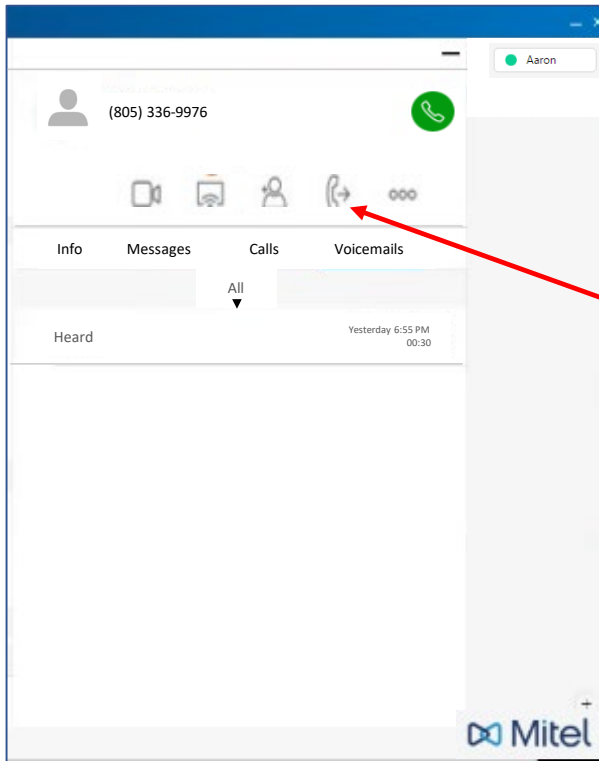 Aaron
(805) 336-9976
Info Messages Calls Voicemails
All
Heard Yesterday 6:55 PM
00:30
Mitel